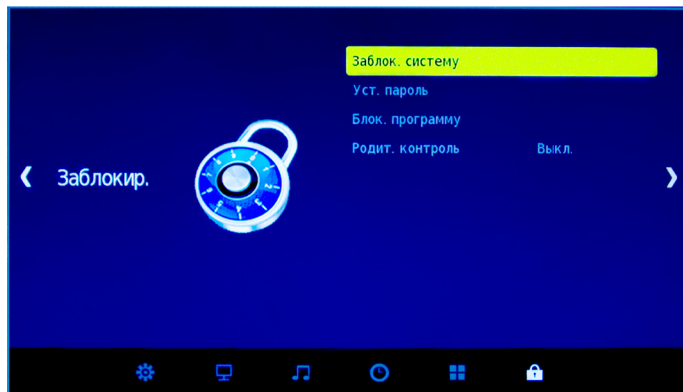 Заблок. систему
Уст. пароль
Блок. программу
Родит. контроль Выкл.
Заблокир.